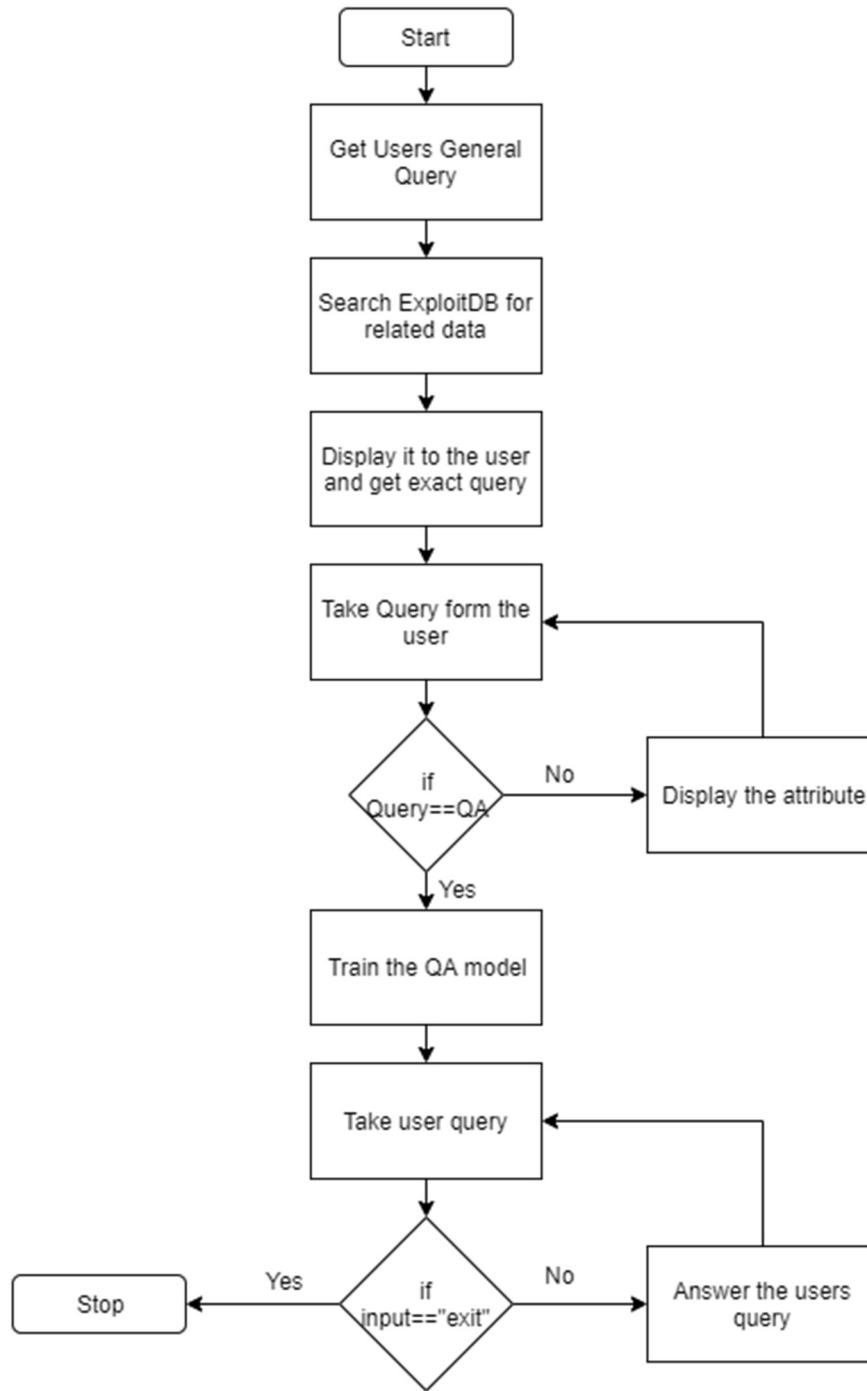 Start
Get Users General
Query
Search ExploitDB for
related data
Display it to the user
and get exact query
Take Query form the
user
if
Query==QA
No
Display the attribute
Yes
Train the QA model
Take user query
if
input=="exit"
Yes
Stop
No
Answer the users
query